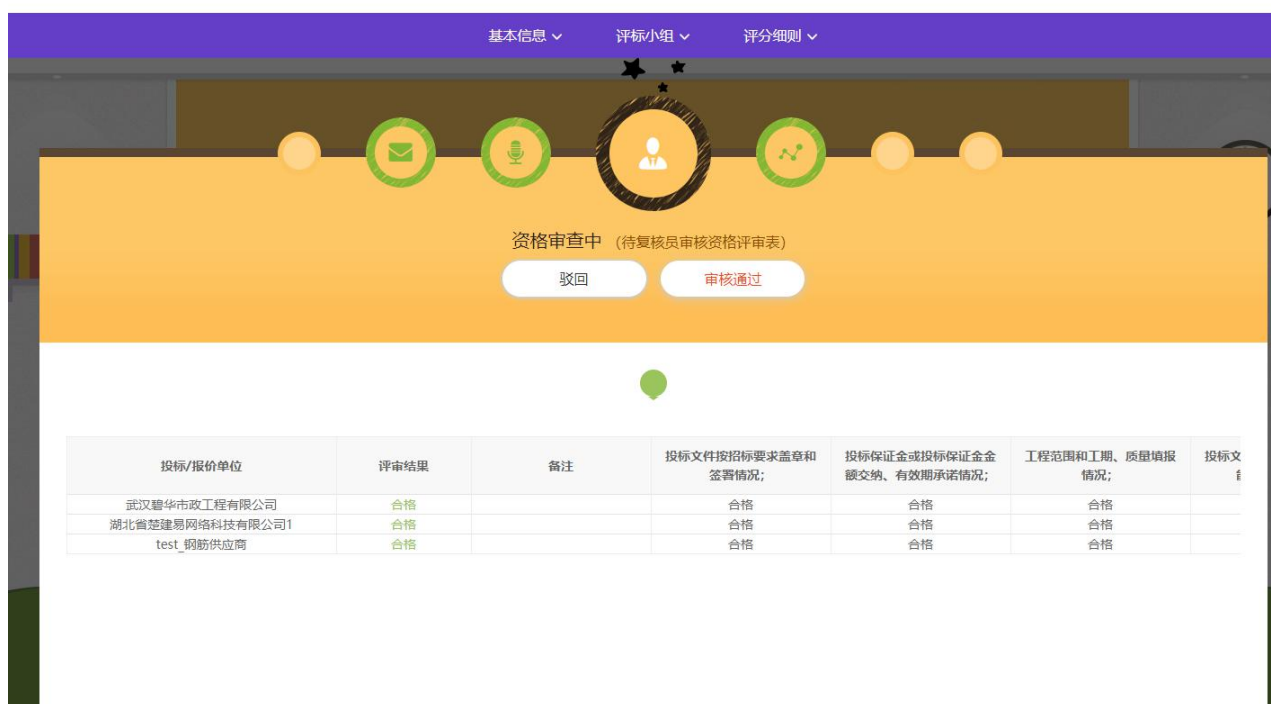 基本信息 评标小组 评分细则
资格审查中 (待复核员审核资格评审表)
驳回 审核通过
投标/报价单位 评审结果 备注 投标文件按招标要求盖章和签署情况; 投标保证金或投标保证金金额交纳、有效期承诺情况; 工程范围和工期、质量填报情况; 投标文
武汉碧华市政工程有限公司 合格 合格 合格 合格
湖北省楚建易网络科技有限公司1 合格 合格 合格 合格
test_钢筋供应商 合格 合格 合格 合格